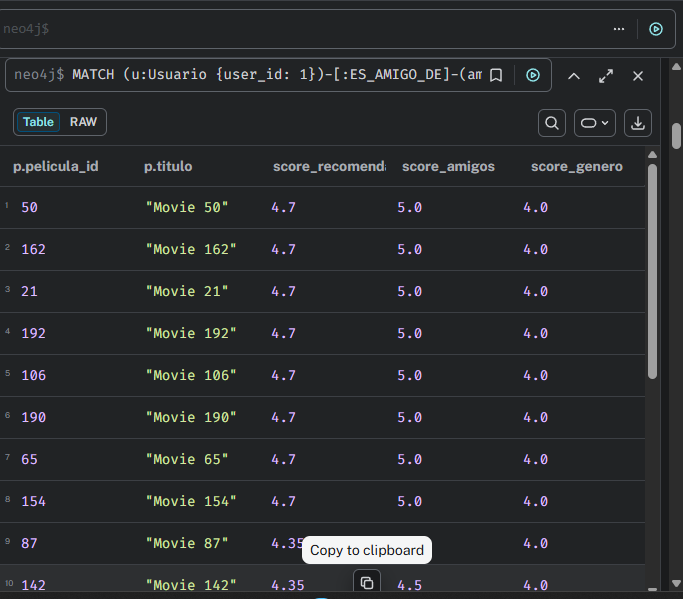 neo4j$
neo4j$ MATCH (u:Usuario {user_id: 1})-[:ES_AMIGO_DE]-(am
Table RAW
p.pelicula_id p.titulo score_recomend score_amigos score_genero
1 50 "Movie 50" 4.7 5.0 4.0
2 162 "Movie 162" 4.7 5.0 4.0
3 21 "Movie 21" 4.7 5.0 4.0
4 192 "Movie 192" 4.7 5.0 4.0
5 106 "Movie 106" 4.7 5.0 4.0
6 190 "Movie 190" 4.7 5.0 4.0
7 65 "Movie 65" 4.7 5.0 4.0
8 154 "Movie 154" 4.7 5.0 4.0
9 87 "Movie 87" 4.35 4.0
Copy to clipboard
10 142 "Movie 142" 4.35 4.5 4.0